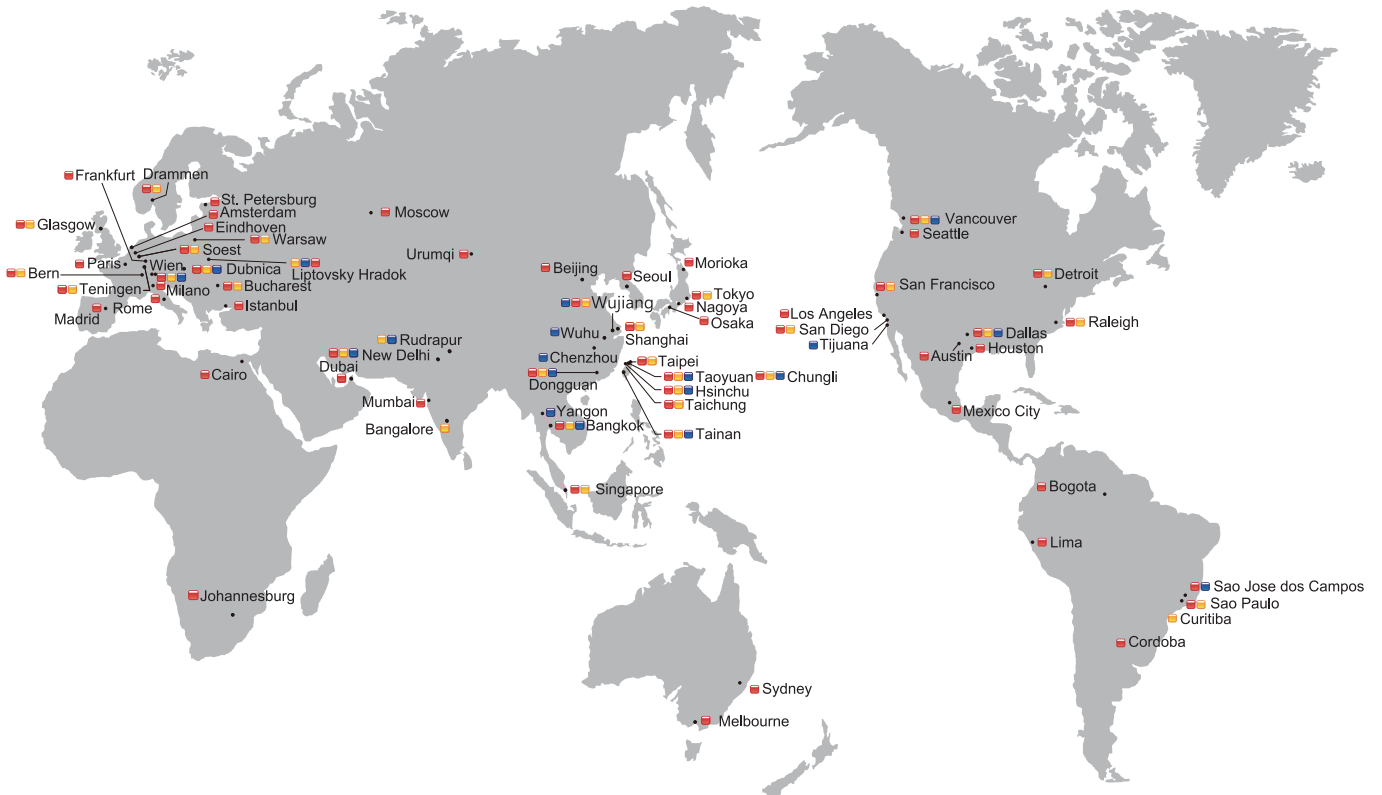 Frankfurt
Drammen
St. Petersburg
Amsterdam
Eindhoven
Moscow
Glasgow
Warsaw
Soest
Urumqi
Paris
Wien
Dubnica
Liptovsky Hradok
Bern
Teningen
Milano
Bucharest
Rome
Madrid
Istanbul
Beijing
Seoul
Morioka
Tokyo
Nagoya
Osaka
Wujiang
Wuhu
Shanghai
Rudrapur
New Delhi
Dubai
Cairo
Mumbai
Bangalore
Chenzhou
Dongguan
Taipei
Taoyuan
Chungli
Hsinchu
Taichung
Tainan
Yangon
Bangkok
Singapore
Johannesburg
Sydney
Melbourne
Vancouver
Seattle
San Francisco
Detroit
Los Angeles
San Diego
Tijuana
Dallas
Raleigh
Houston
Austin
Mexico City
Bogota
Lima
Sao Jose dos Campos
Sao Paulo
Curitiba
Cordoba